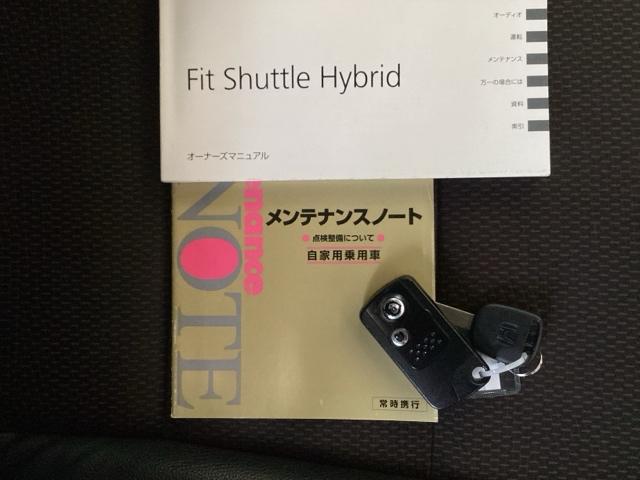 オーディオ
運転
メンテナンス
万一の場合には
資料
索引
Fit Shuttle Hybrid
オーナーズマニュアル
enance
NOTE
メンテナンスノート
点検整備について
自家用乗用車
常時携行